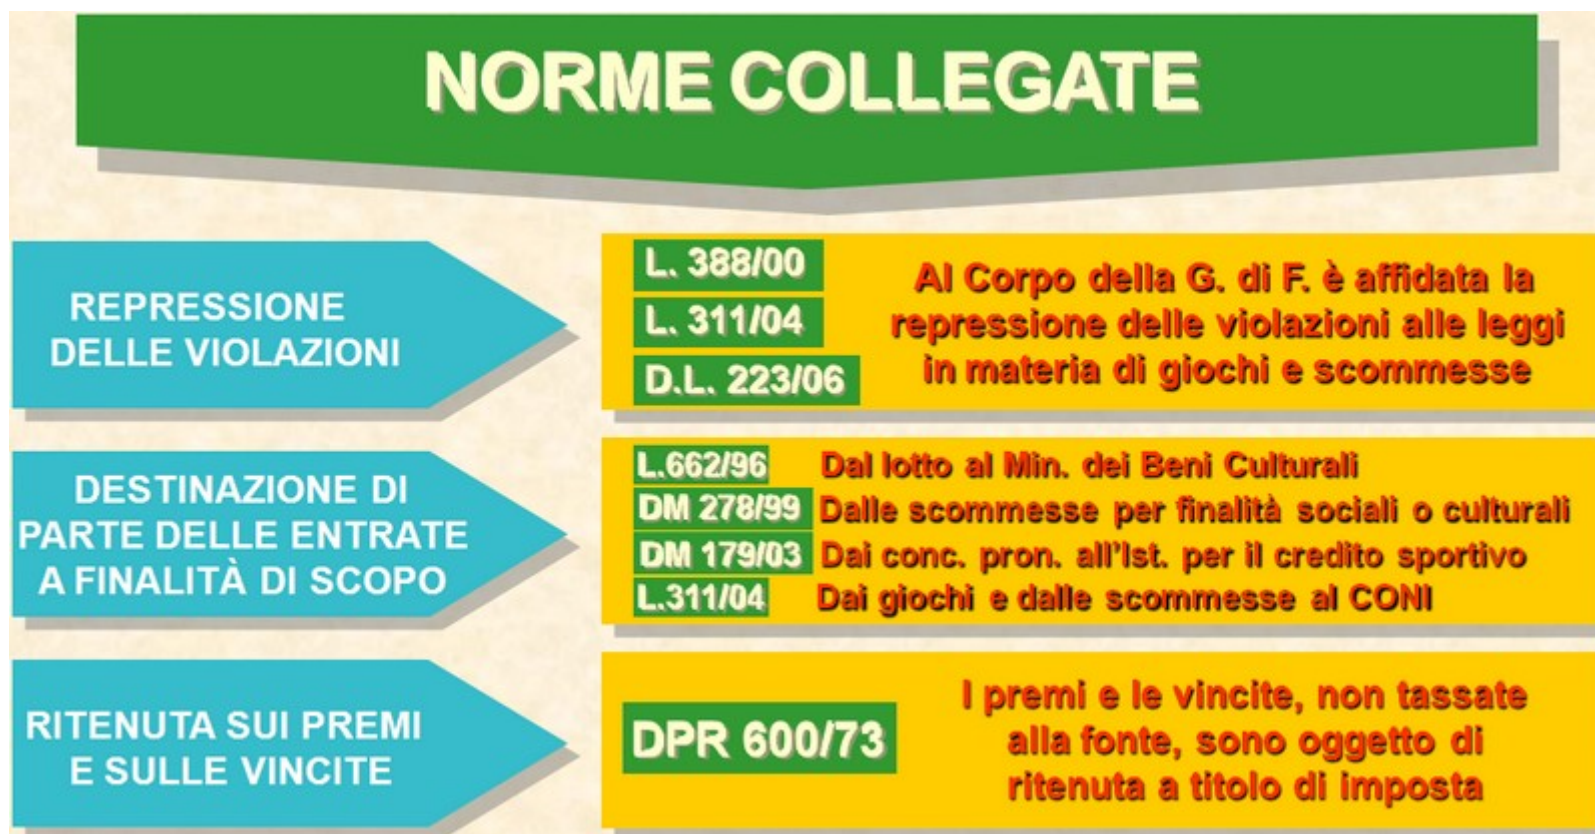 NORME COLLEGATE
REPRESSIONE
DELLE VIOLAZIONI
L. 388/00
L. 311/04
D.L. 223/06
Al Corpo della G. di F. è affidata la
repressione delle violazioni alle leggi
in materia di giochi e scommesse
DESTINAZIONE DI
PARTE DELLE ENTRATE
A FINALITÀ DI SCOPO
L.662/96 Dal lotto al Min. dei Beni Culturali
DM 278/99 Dalle scommesse per finalità sociali o culturali
DM 179/03 Dai conc. pron. all'Ist. per il credito sportivo
L.311/04 Dai giochi e dalle scommesse al CONI
RITENUTA SUI PREMI
E SULLE VINCITE
DPR 600/73
I premi e le vincite, non tassate
alla fonte, sono oggetto di
ritenuta a titolo di imposta